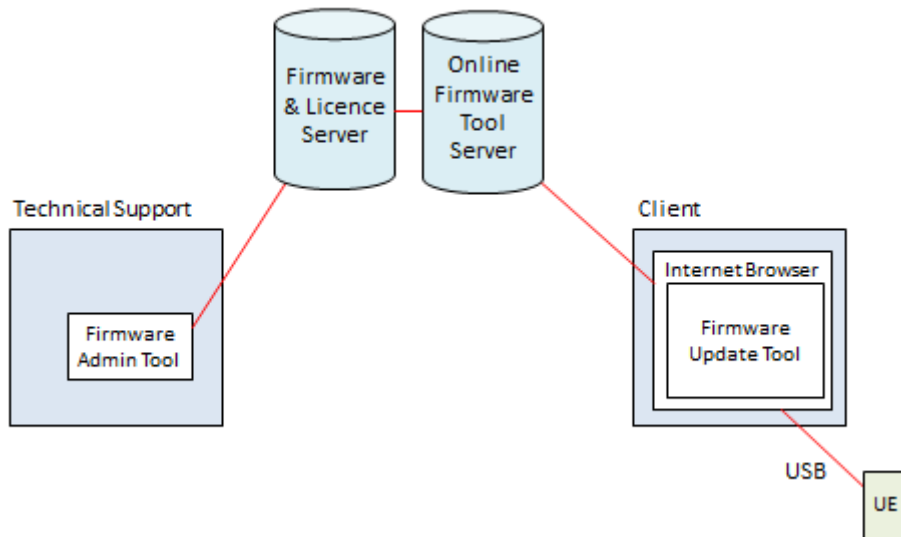 Firmware
& Licence
Server
Online
Firmware
Tool
Server
Technical Support
Firmware
Admin Tool
Client
Internet Browser
Firmware
Update Tool
USB
UE